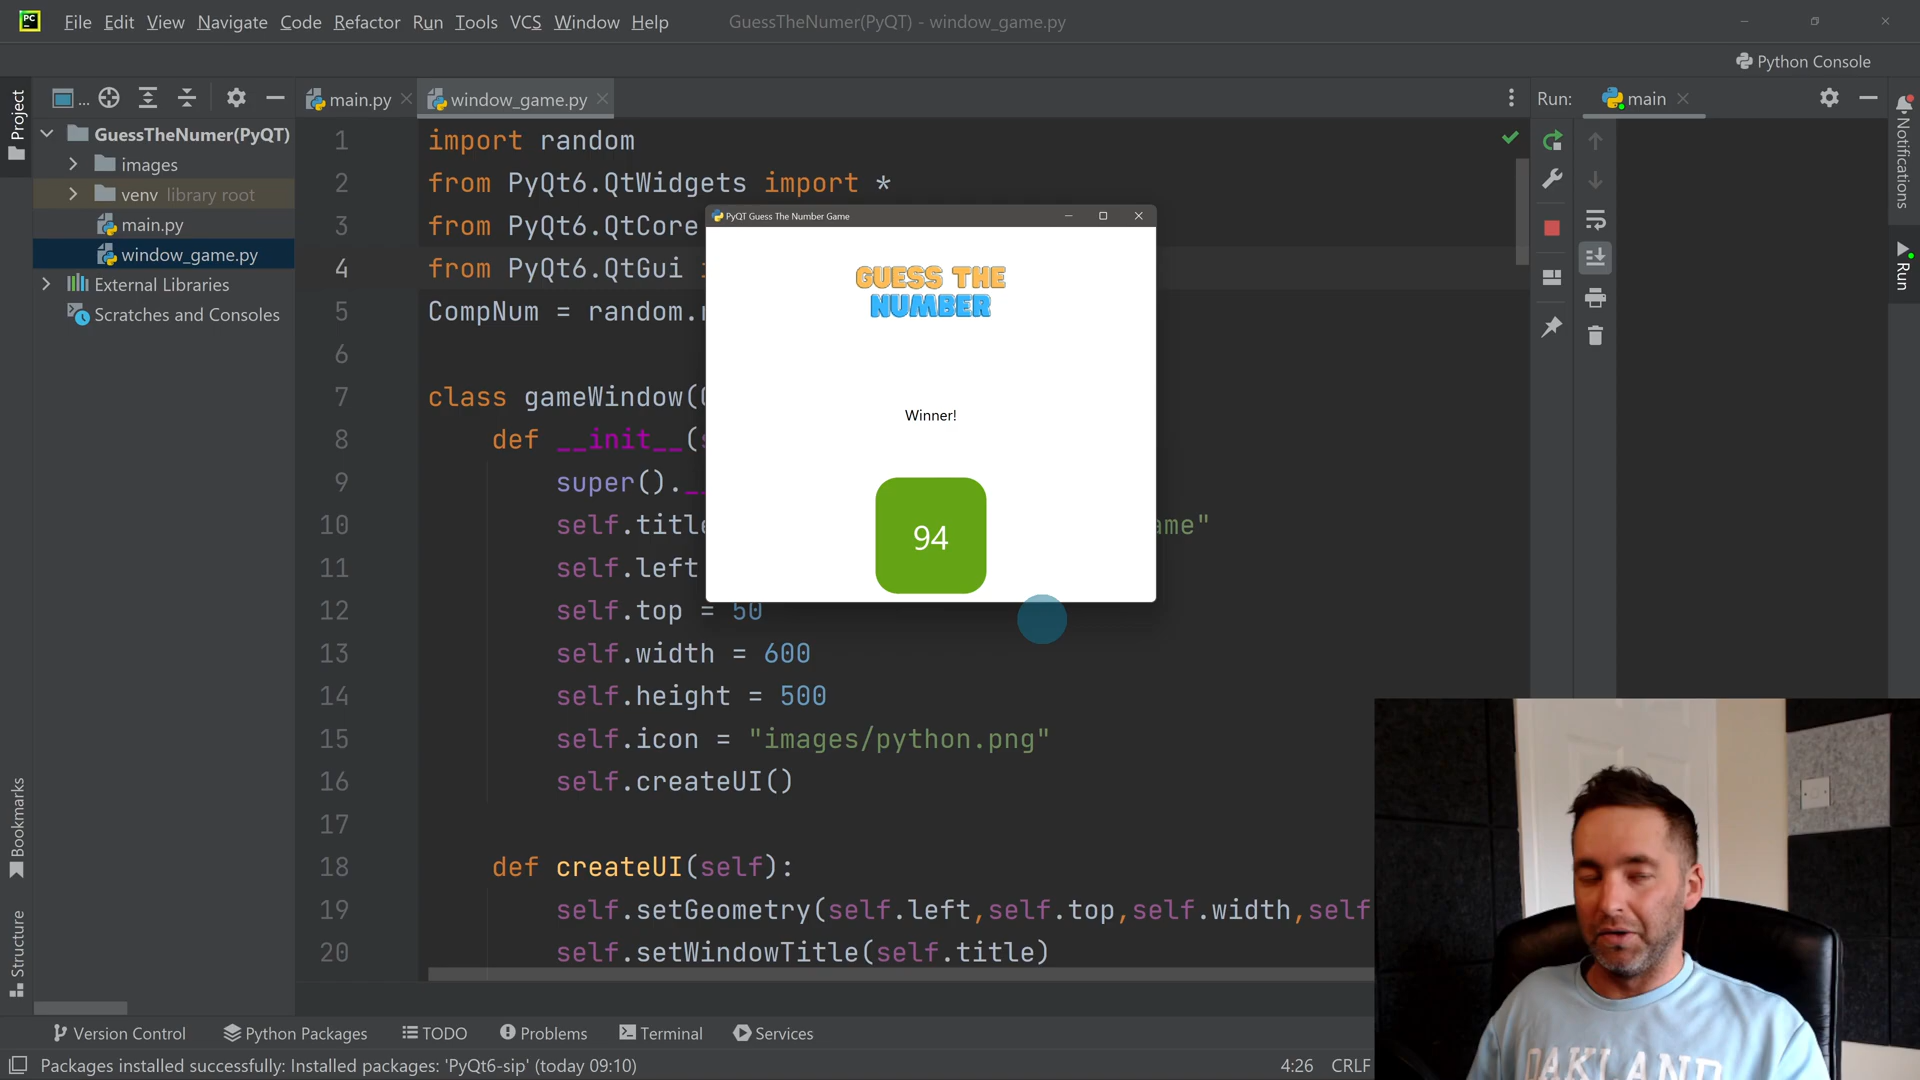 File Edit View Navigate Code Refactor Run Tools VCS Window Help
GuessTheNumer(PyQT) - window_game.py
Python Console
Project
...
main.py
window_game.py
Run:
main
Notifications
Run
GuessTheNumer(PyQT)
images
venv library root
main.py
window_game.py
External Libraries
Scratches and Consoles
1 import random
2 from PyQt6.QtWidgets import *
3 from PyQt6.QtCore
4 from PyQt6.QtGui
5 CompNum = random.
6
7 class gameWindow(
8 def __init__(
9 super().
10 self.title ame"
11 self.left
12 self.top = 50
13 self.width = 600
14 self.height = 500
15 self.icon = "images/python.png"
16 self.createUI()
17
18 def createUI(self):
19 self.setGeometry(self.left,self.top,self.width,self
20 self.setWindowTitle(self.title)
PyQT Guess The Number Game
GUESS THE
NUMBER
Winner!
94
Bookmarks
Structure
Version Control
Python Packages
TODO
Problems
Terminal
Services
Packages installed successfully: Installed packages: 'PyQt6-sip' (today 09:10)
4:26 CRLF
OAKLAND